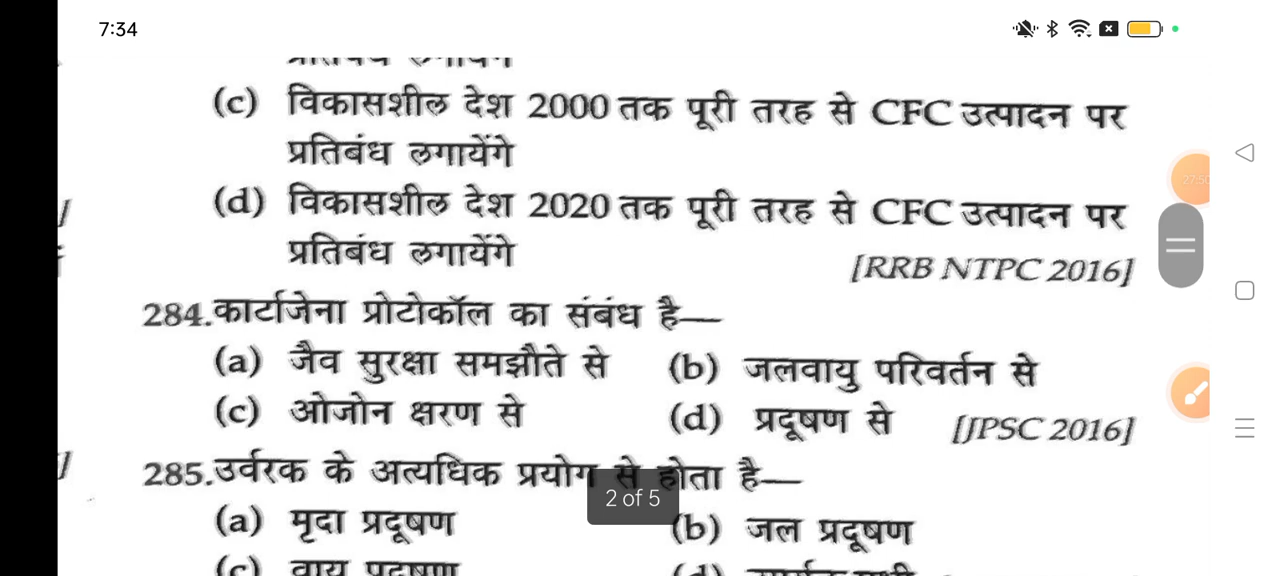 7:34
(c) विकासशील देश 2000 तक पूरी तरह से CFC उत्पादन पर
प्रतिबंध लगायेंगे
(d) विकासशील देश 2020 तक पूरी तरह से CFC उत्पादन पर
प्रतिबंध लगायेंगे
[RRB NTPC 2016]
284.कार्टाजेना प्रोटोकॉल का संबंध है—
(a) जैव सुरक्षा समझौते से (b) जलवायु परिवर्तन से
(c) ओजोन क्षरण से (d) प्रदूषण से [JPSC 2016]
285.उर्वरक के अत्यधिक प्रयोग से होता है—
2 of 5
(a) मृदा प्रदूषण (b) जल प्रदूषण
(c) वायु प्रदूषण (d)